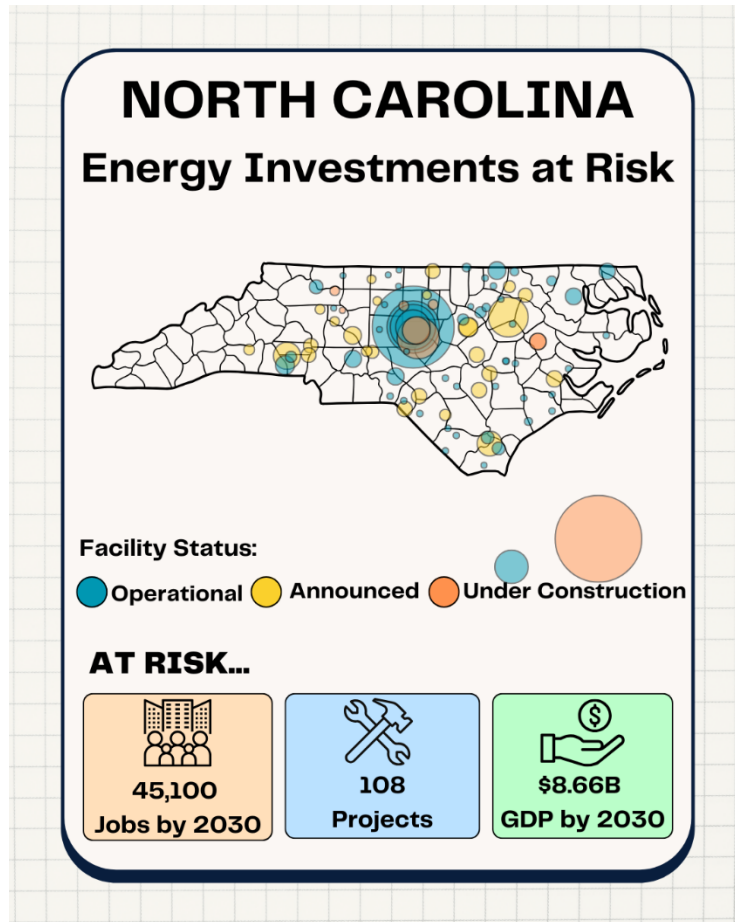 NORTH CAROLINA
Energy Investments at Risk
Facility Status:
Operational Announced Under Construction
AT RISK...
45,100
Jobs by 2030
108
Projects
$
$8.66B
GDP by 2030